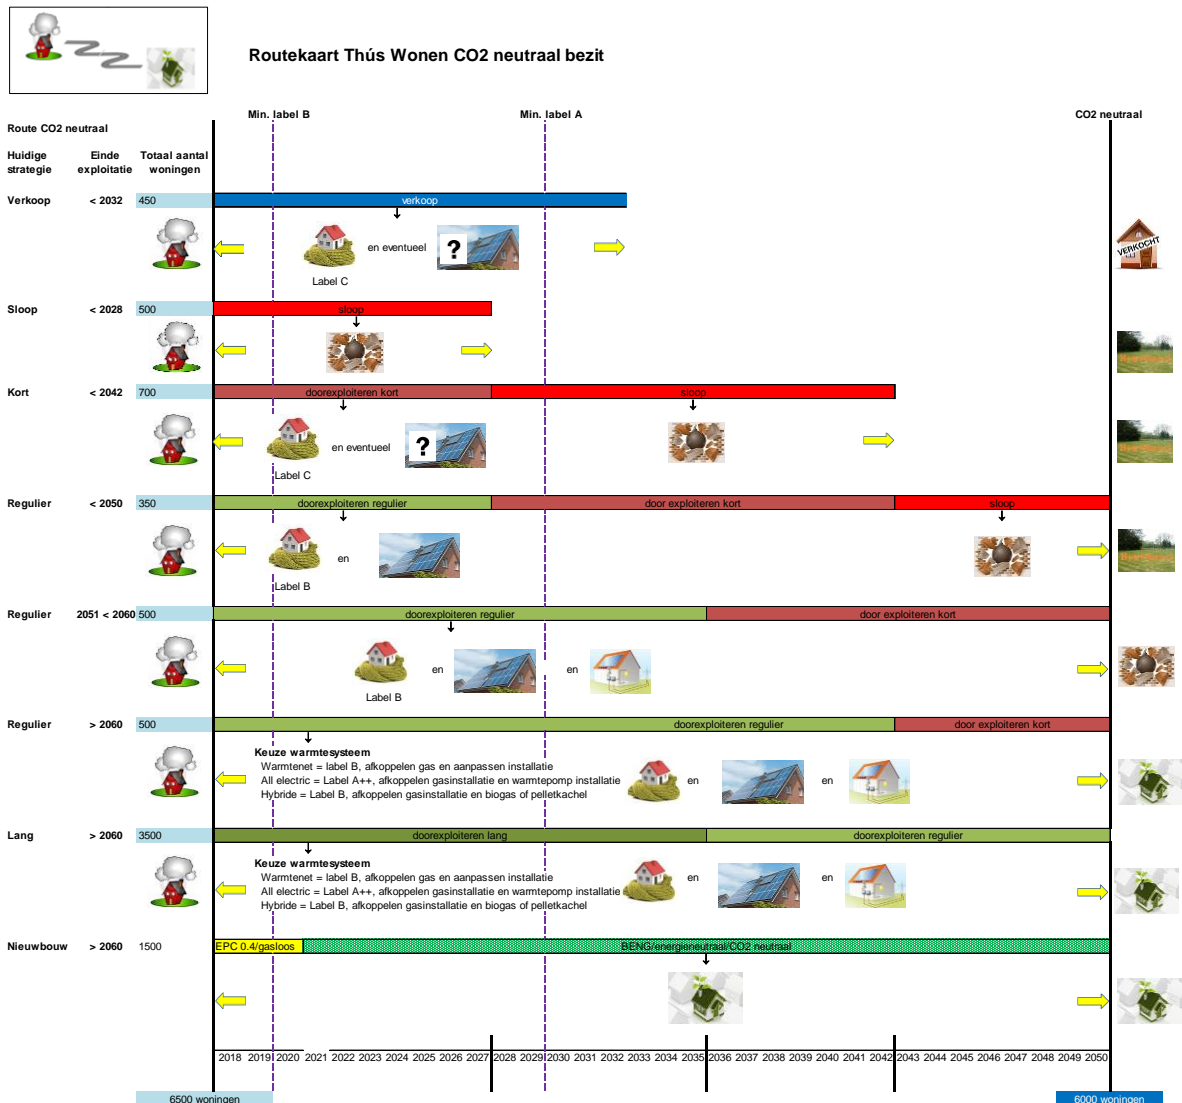 Routekaart Thús Wonen CO2 neutraal bezit
Min. label B
Min. label A
CO2 neutraal
Route CO2 neutraal
Huidige strategie
Einde exploitatie
Totaal aantal woningen
Verkoop < 2032 450
verkoop
en eventueel
?
Label C
VERKOCHT
Sloop < 2028 500
sloop
Kort < 2042 700
doorexploiteren kort
sloop
en eventueel
?
Label C
Regulier < 2050 350
doorexploiteren regulier
door exploiteren kort
sloop
en
Label B
Regulier 2051 < 2060 500
doorexploiteren regulier
door exploiteren kort
en
en
Label B
Regulier > 2060 500
doorexploiteren regulier
door exploiteren kort
Keuze warmtesysteem
Warmtenet = label B, afkoppelen gas en aanpassen installatie
All electric = Label A++, afkoppelen gasinstallatie en warmtepomp installatie
Hybride = Label B, afkoppelen gasinstallatie en biogas of pelletkachel
en
en
Lang > 2060 3500
doorexploiteren lang
doorexploiteren regulier
Keuze warmtesysteem
Warmtenet = label B, afkoppelen gas en aanpassen installatie
All electric = Label A++, afkoppelen gasinstallatie en warmtepomp installatie
Hybride = Label B, afkoppelen gasinstallatie en biogas of pelletkachel
en
en
Nieuwbouw > 2060 1500
EPC 0.4/gasloos
BENG/energieneutraal/CO2 neutraal
2018 2019 2020 2021 2022 2023 2024 2025 2026 2027 2028 2029 2030 2031 2032 2033 2034 2035 2036 2037 2038 2039 2040 2041 2042 2043 2044 2045 2046 2047 2048 2049 2050
6500 woningen
6000 woningen